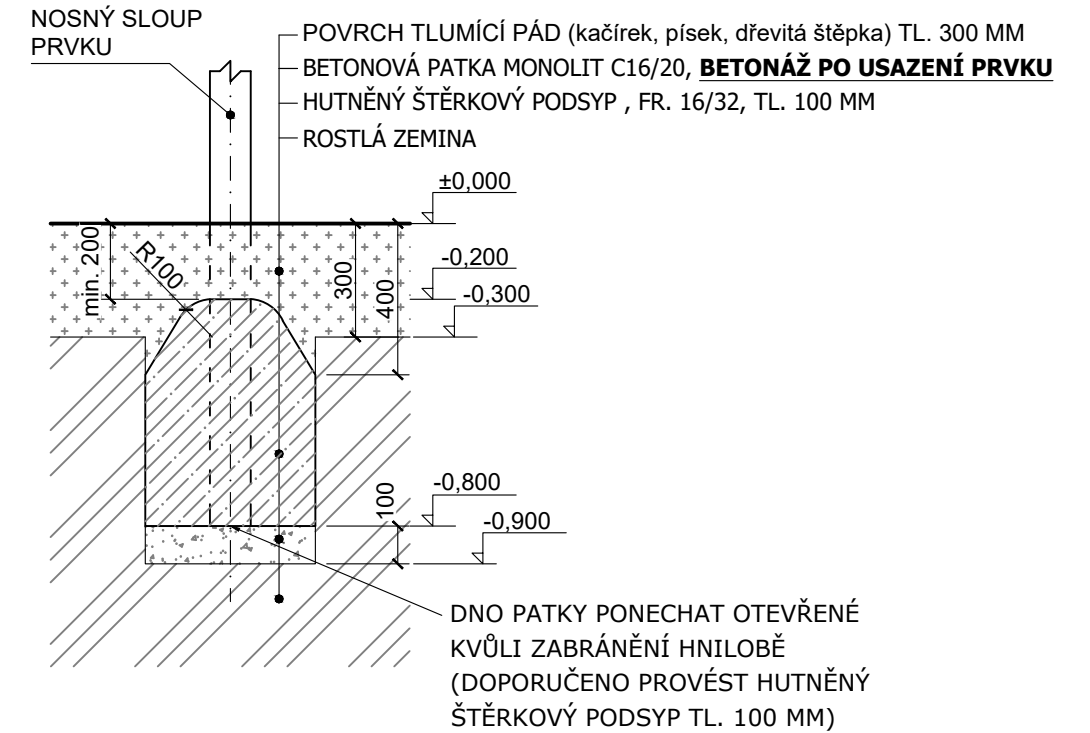 NOSNÝ SLOUP
PRVKU
POVRCH TLUMÍCÍ PÁD (kačírek, písek, dřevitá štěpka) TL. 300 MM
BETONOVÁ PATKA MONOLIT C16/20, BETONÁŽ PO USAZENÍ PRVKU
HUTNĚNÝ ŠTĚRKOVÝ PODSYP , FR. 16/32, TL. 100 MM
ROSTLÁ ZEMINA
±0,000
min. 200
R100
300
400
-0,200
-0,300
100
-0,800
-0,900
DNO PATKY PONECHAT OTEVŘENÉ
KVŮLI ZABRÁNĚNÍ HNILOBĚ
(DOPORUČENO PROVÉST HUTNĚNÝ
ŠTĚRKOVÝ PODSYP TL. 100 MM)